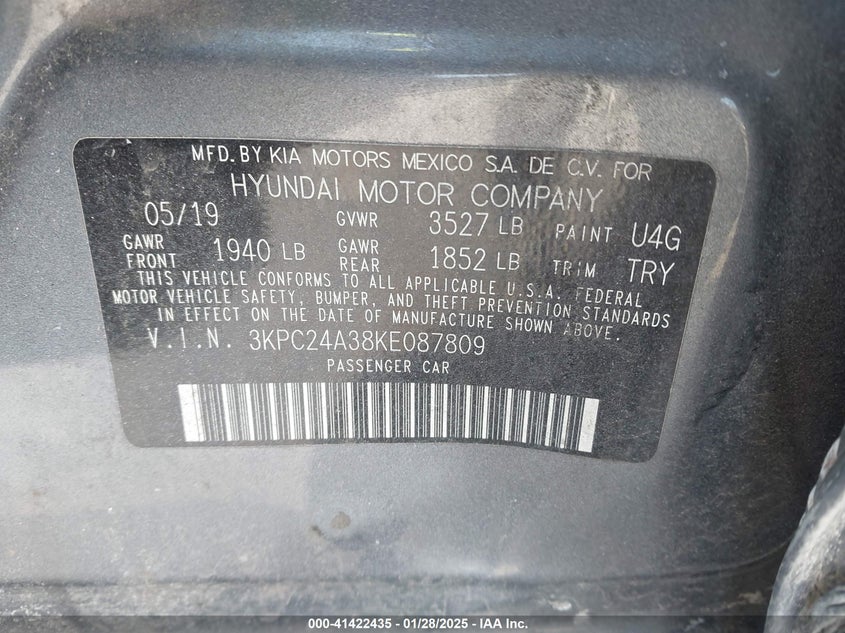 MFD. BY KIA MOTORS MEXICO S.A. DE C.V. FOR
HYUNDAI MOTOR COMPANY
05/19 GVWR 3527 LB PAINT U4G
GAWR FRONT 1940 LB GAWR REAR 1852 LB TRIM TRY
THIS VEHICLE CONFORMS TO ALL APPLICABLE U.S.A. FEDERAL
MOTOR VEHICLE SAFETY, BUMPER, AND THEFT PREVENTION STANDARDS
IN EFFECT ON THE DATE OF MANUFACTURE SHOWN ABOVE.
V.I.N. 3KPC24A38KE087809
PASSENGER CAR
000-41422435 - 01/28/2025 - IAA Inc.